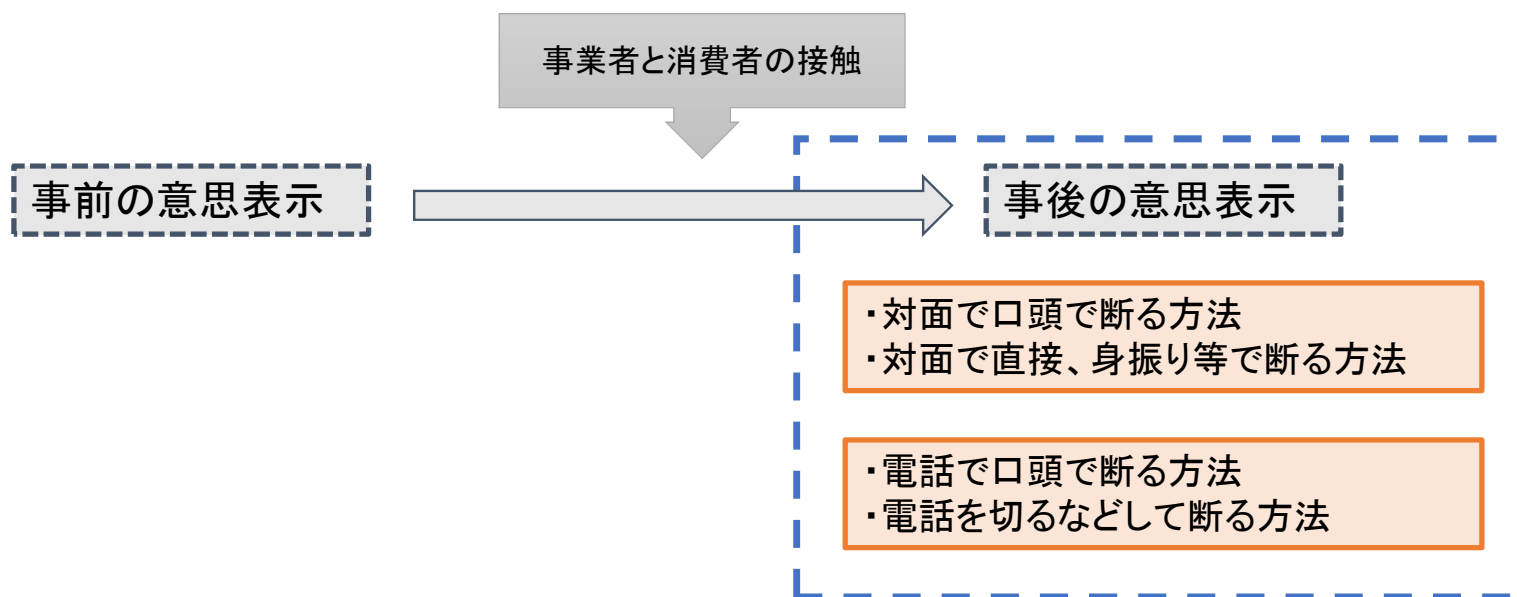 事業者と消費者の接触
事前の意思表示
事後の意思表示
・対面で口頭で断る方法
・対面で直接、身振り等で断る方法
・電話で口頭で断る方法
・電話を切るなどして断る方法